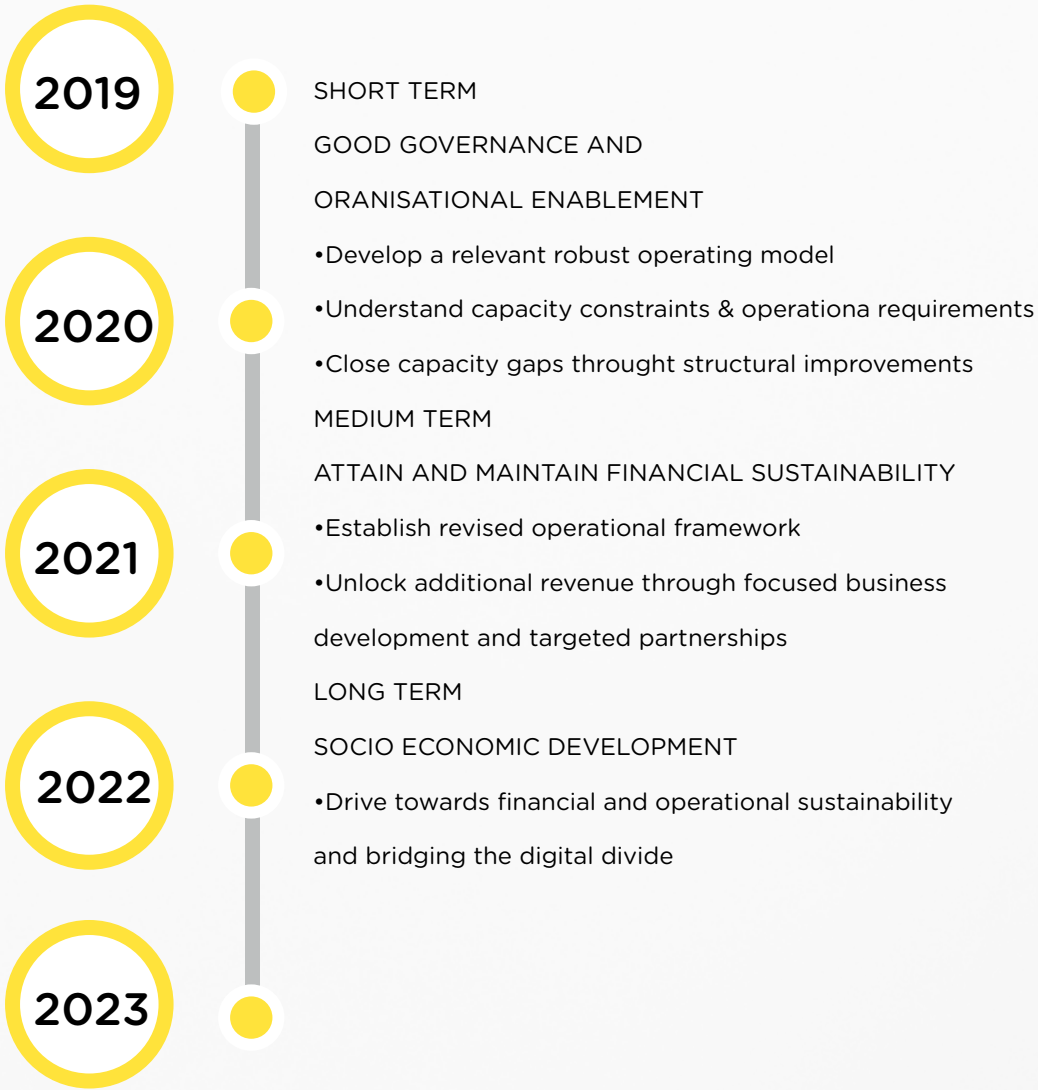 2019
SHORT TERM
GOOD GOVERNANCE AND
ORANISATIONAL ENABLEMENT
•Develop a relevant robust operating model
2020
•Understand capacity constraints & operationa requirements
•Close capacity gaps throught structural improvements
MEDIUM TERM
ATTAIN AND MAINTAIN FINANCIAL SUSTAINABILITY
•Establish revised operational framework
2021
•Unlock additional revenue through focused business
development and targeted partnerships
LONG TERM
SOCIO ECONOMIC DEVELOPMENT
2022
•Drive towards financial and operational sustainability
and bridging the digital divide
2023